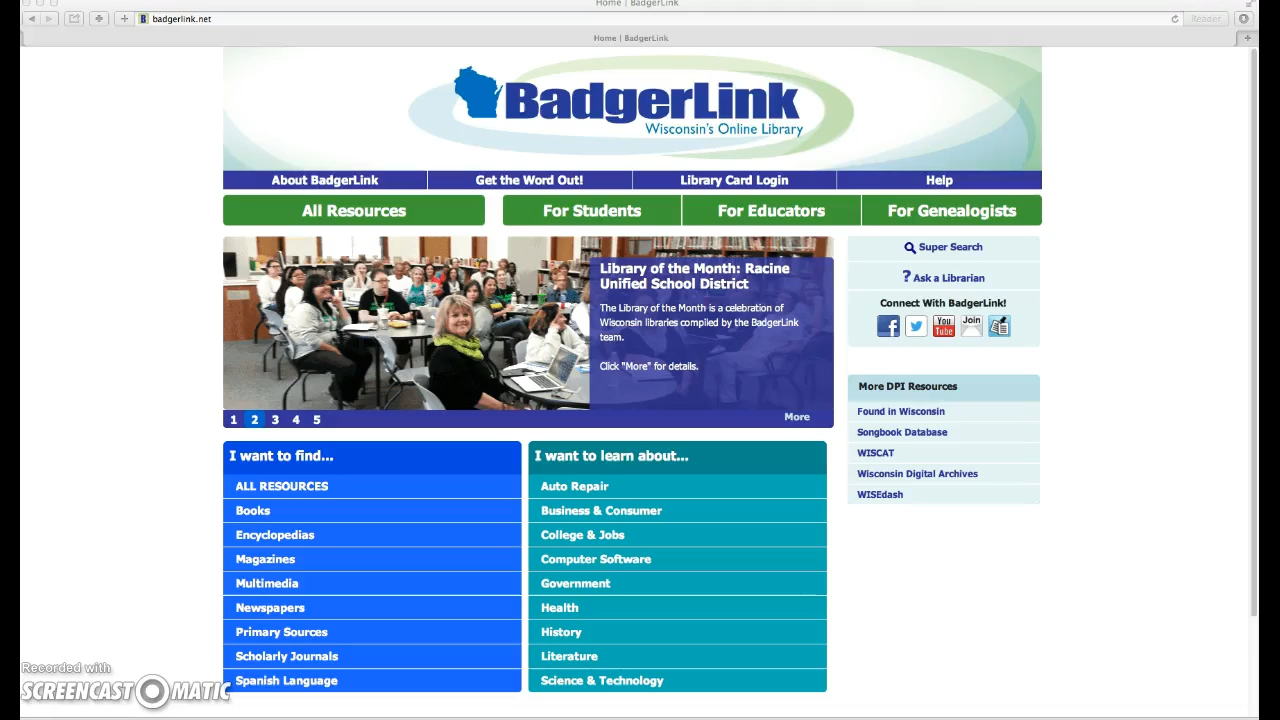 Home | BadgerLink
badgerlink.net
Reader
Home | BadgerLink
BadgerLink
Wisconsin's Online Library
About BadgerLink
Get the Word Out!
Library Card Login
Help
All Resources
For Students
For Educators
For Genealogists
Library of the Month: Racine
Unified School District
The Library of the Month is a celebration of
Wisconsin libraries compiled by the BadgerLink
team.
Click "More" for details.
1 2 3 4 5
More
Super Search
? Ask a Librarian
Connect With BadgerLink!
f
You
Tube
Join
More DPI Resources
Found in Wisconsin
Songbook Database
WISCAT
Wisconsin Digital Archives
WISEdash
I want to find...
ALL RESOURCES
Books
Encyclopedias
Magazines
Multimedia
Newspapers
Primary Sources
Scholarly Journals
Spanish Language
I want to learn about...
Auto Repair
Business & Consumer
College & Jobs
Computer Software
Government
Health
History
Literature
Science & Technology
Recorded with
SCREENCAST-O-MATIC